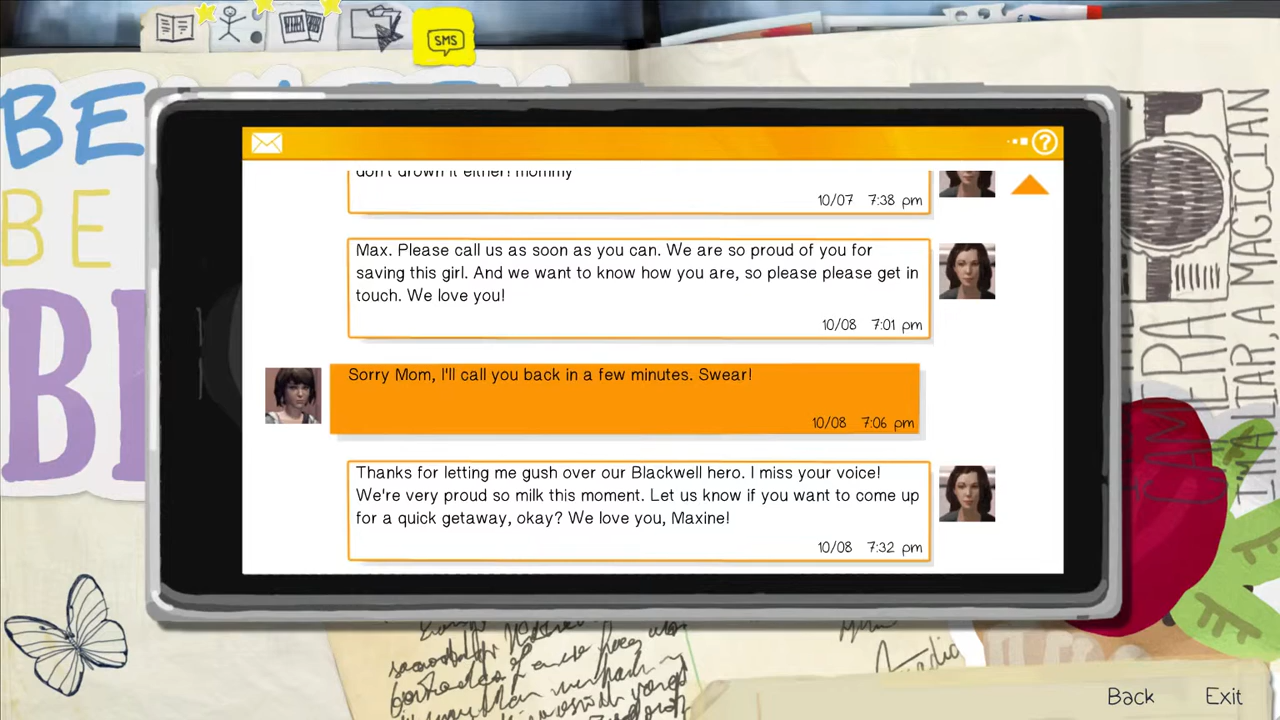 SMS
BE
BE
don't drown it either! mommy
10/07 7:38 pm
Max. Please call us as soon as you can. We are so proud of you for
saving this girl. And we want to know how you are, so please please get in
touch. We love you!
10/08 7:01 pm
Sorry Mom, I'll call you back in a few minutes. Swear!
10/08 7:06 pm
Thanks for letting me gush over our Blackwell hero. I miss your voice!
We're very proud so milk this moment. Let us know if you want to come up
for a quick getaway, okay? We love you, Maxine!
10/08 7:32 pm
CAMERA
A MAGICIAN
Back Exit